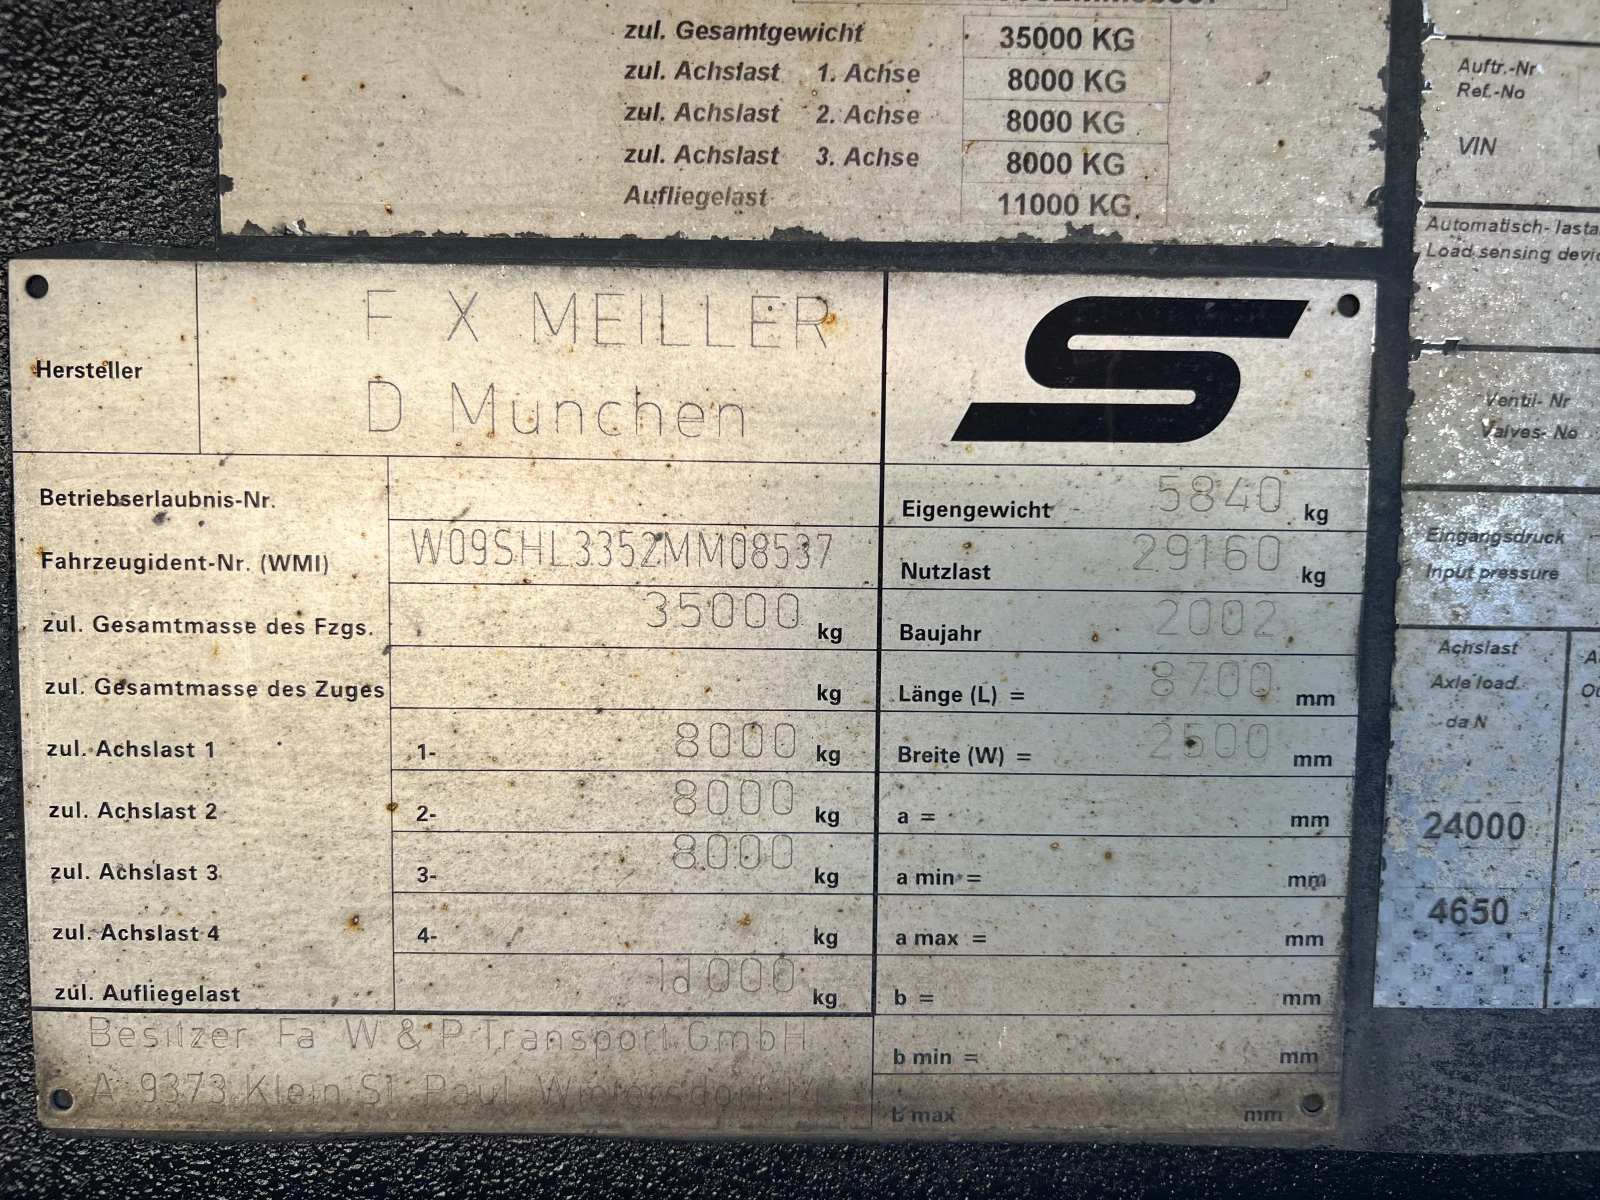 zul. Gesamtgewicht 35000 KG
zul. Achslast 1. Achse 8000 KG
zul. Achslast 2. Achse 8000 KG
zul. Achslast 3. Achse 8000 KG
Aufliegelast 11000 KG
Hersteller
F X MEILLER
D Munchen
S
Betriebserlaubnis-Nr.
Fahrzeugident-Nr. (WMI) W09SHL3352MM08537
zul. Gesamtmasse des Fzgs. 35000 kg
zul. Gesamtmasse des Zuges kg
zul. Achslast 1 1- 8000 kg
zul. Achslast 2 2- 8000 kg
zul. Achslast 3 3- 8000 kg
zul. Achslast 4 4- kg
zul. Aufliegelast 11000 kg
Besitzer Fa W & P Transport GmbH
A 9373 Klein St Paul Wietersdorf 14
Eigengewicht 5840 kg
Nutzlast 29160 kg
Baujahr 2002
Länge (L) = 8700 mm
Breite (W) = 2500 mm
a = mm
a min = mm
a max = mm
b = mm
b min = mm
b max mm
Auftr.-Nr
Ref.-No
VIN
Automatisch- lasta
Load sensing devic
Ventil- Nr
Valves- No
Eingangsdruck
Input pressure
Achslast
Axle load
da N
24000
4650